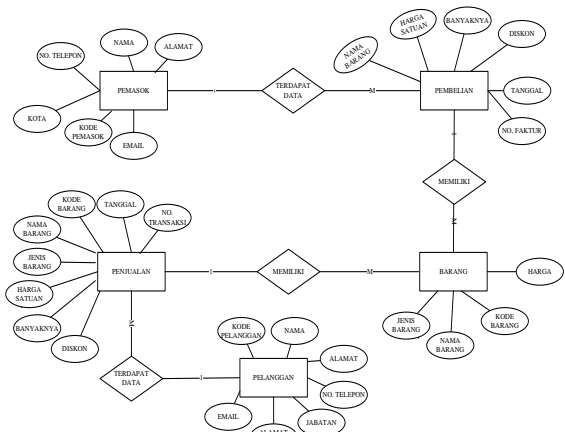 NAMA
ALAMAT
NO. TELEPON
KOTA
KODE
PEMASOK
EMAIL
PEMASOK
TERDAPAT
DATA
M
NAMA
BARANG
HARGA
SATUAN
BANYAKNYA
DISKON
TANGGAL
NO, FAKTUR
PEMBELIAN
1
MEMILIKI
M
KODE
BARANG
TANGGAL
NO.
TRANSAKSI
NAMA
BARANG
JENIS
BARANG
HARGA
SATUAN
BANYAKNYA
DISKON
PENJUALAN
1
MEMILIKI
M
BARANG
HARGA
JENIS
BARANG
NAMA
BARANG
KODE
BARANG
M
TERDAPAT
DATA
1
PELANGGAN
KODE
PELANGGAN
NAMA
ALAMAT
NO. TELEPON
JABATAN
ALAMAT
EMAIL